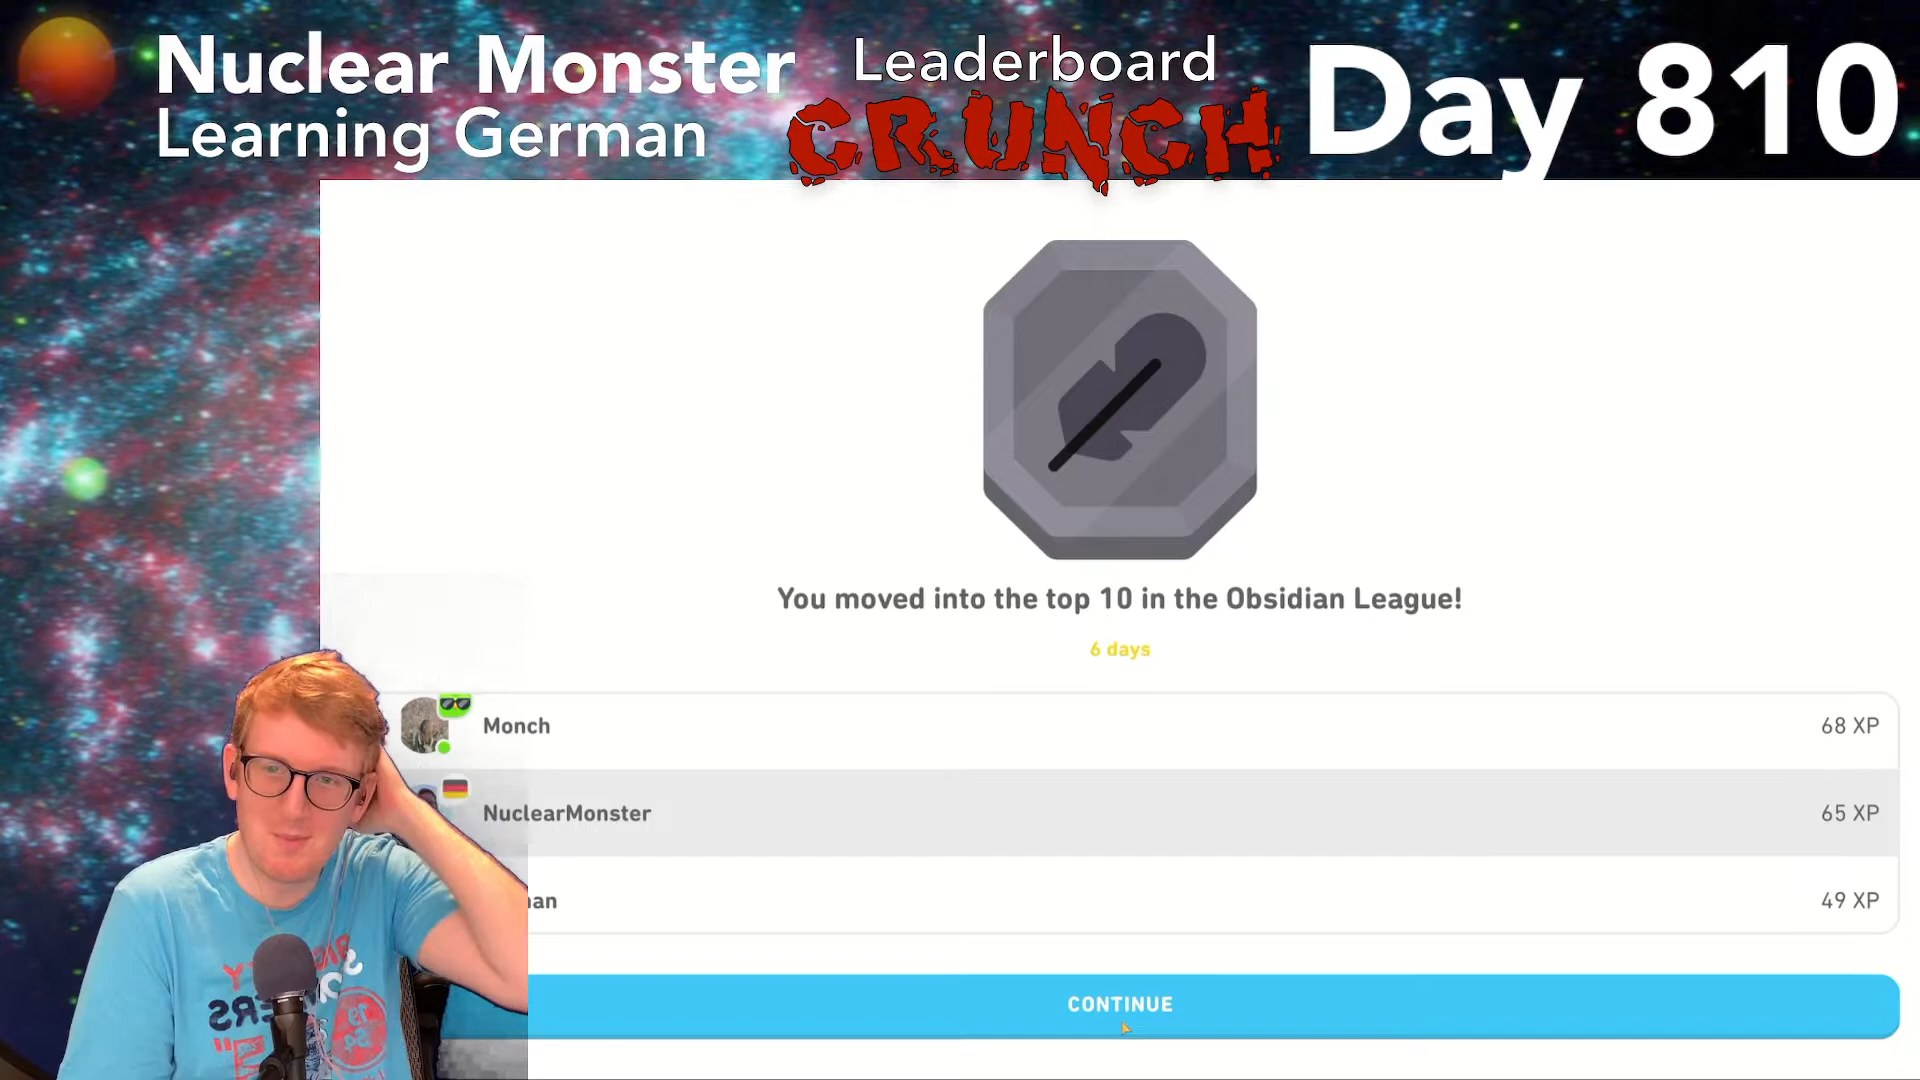 Nuclear Monster
Learning German
Leaderboard
CRUNCH
Day 810
You moved into the top 10 in the Obsidian League!
6 days
Monch
68 XP
NuclearMonster
65 XP
49 XP
CONTINUE